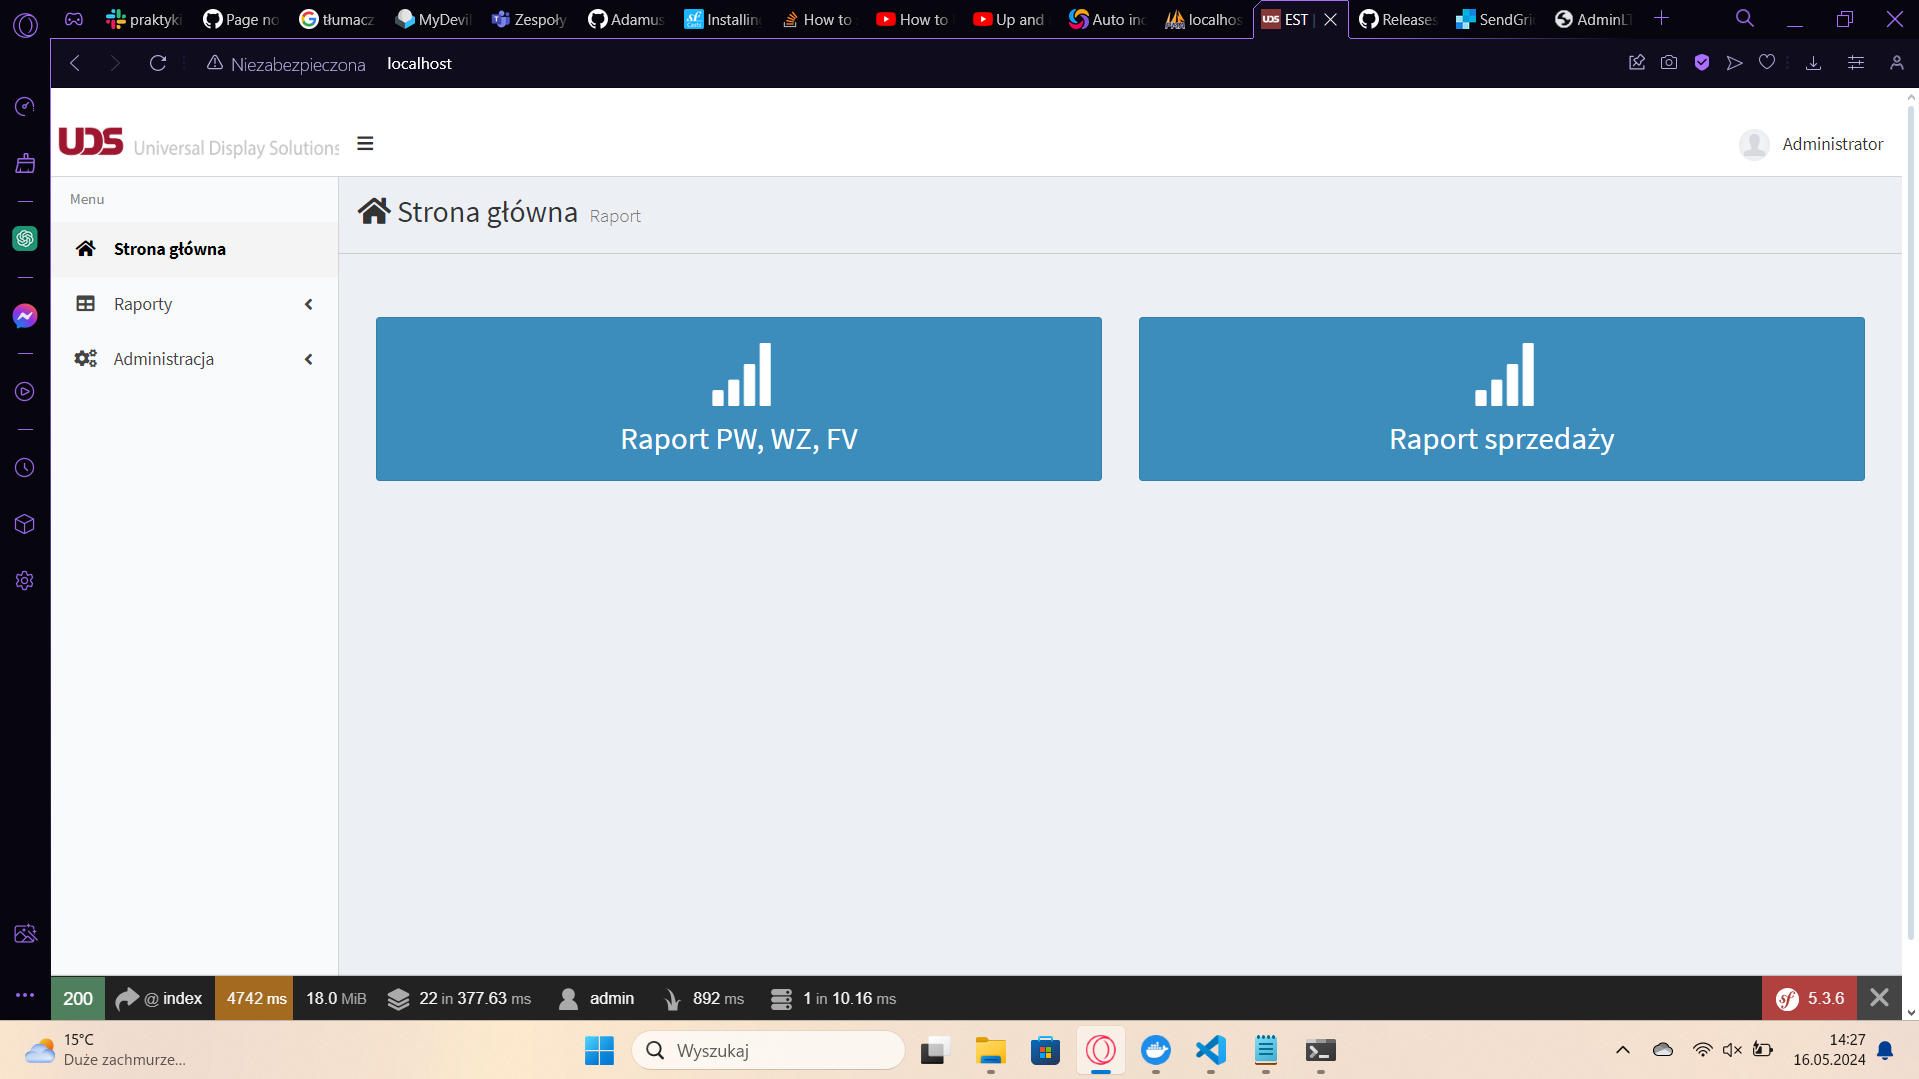 praktyki
Page no
tłumacz
MyDevil
Zespoły
Adamus
Installin
How to
How to
Up and
Auto inc
localhos
EST |
Releases
SendGri
AdminLT
Niezabezpieczona localhost
UDS Universal Display Solutions
Administrator
Menu
Strona główna Raport
Strona główna
Raporty
Administracja
Raport PW, WZ, FV
Raport sprzedaży
200 @ index 4742 ms 18.0 MiB 22 in 377.63 ms admin 892 ms 1 in 10.16 ms sf 5.3.6
15°C
Duże zachmurze...
Wyszukaj
14:27
16.05.2024